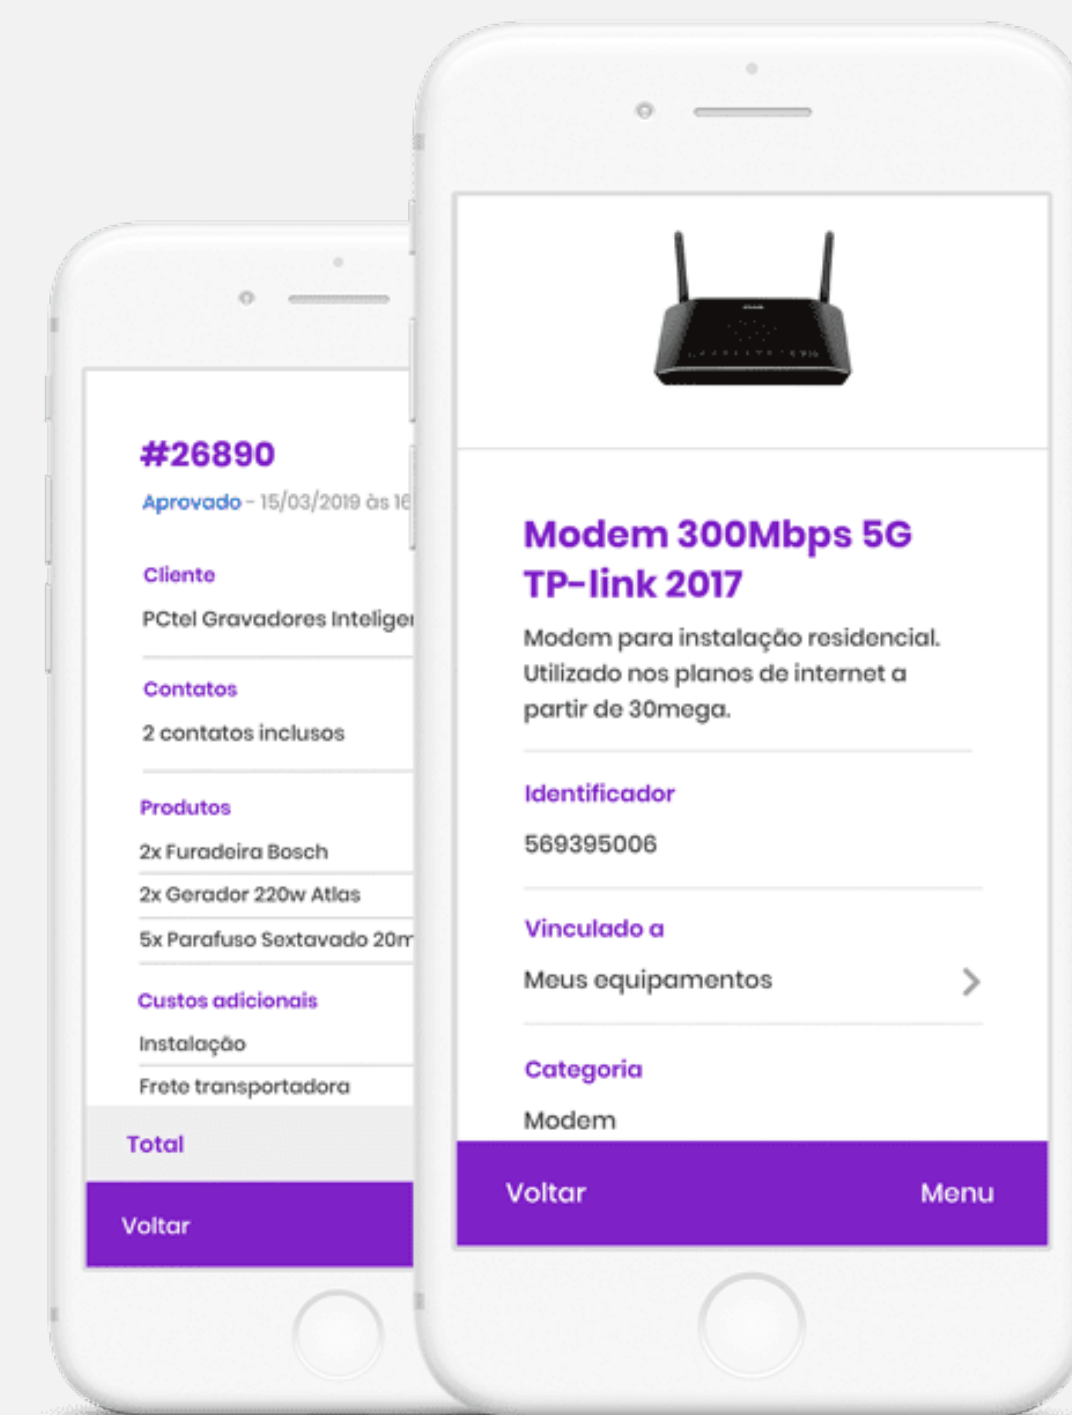 #26890
Aprovado - 15/03/2019 às 16
Cliente
PCtel Gravadores
Contatos
2 contatos inclusos
Produtos
2x Furadeira Bosch
2x Gerador 220w Atlas
5x Parafuso Sextavado
Custos adicionais
Instalação
Frete transportadora
Total
Voltar
Modem 300Mbps 5G
TP-link 2017
Modem para instalação residencial.
Utilizado nos planos de internet a
partir de 30mega.
Identificador
569395006
Vinculado a
Meus equipamentos
Categoria
Modem
Voltar
Menu